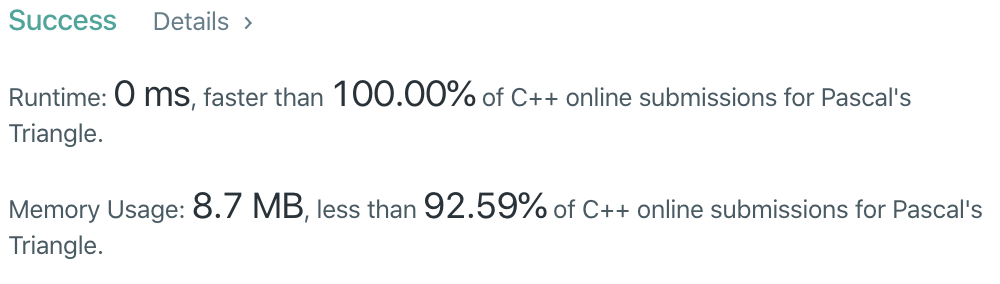 Success Details >
Runtime: 0 ms, faster than 100.00% of C++ online submissions for Pascal's
Triangle.
Memory Usage: 8.7 MB, less than 92.59% of C++ online submissions for Pascal's
Triangle.